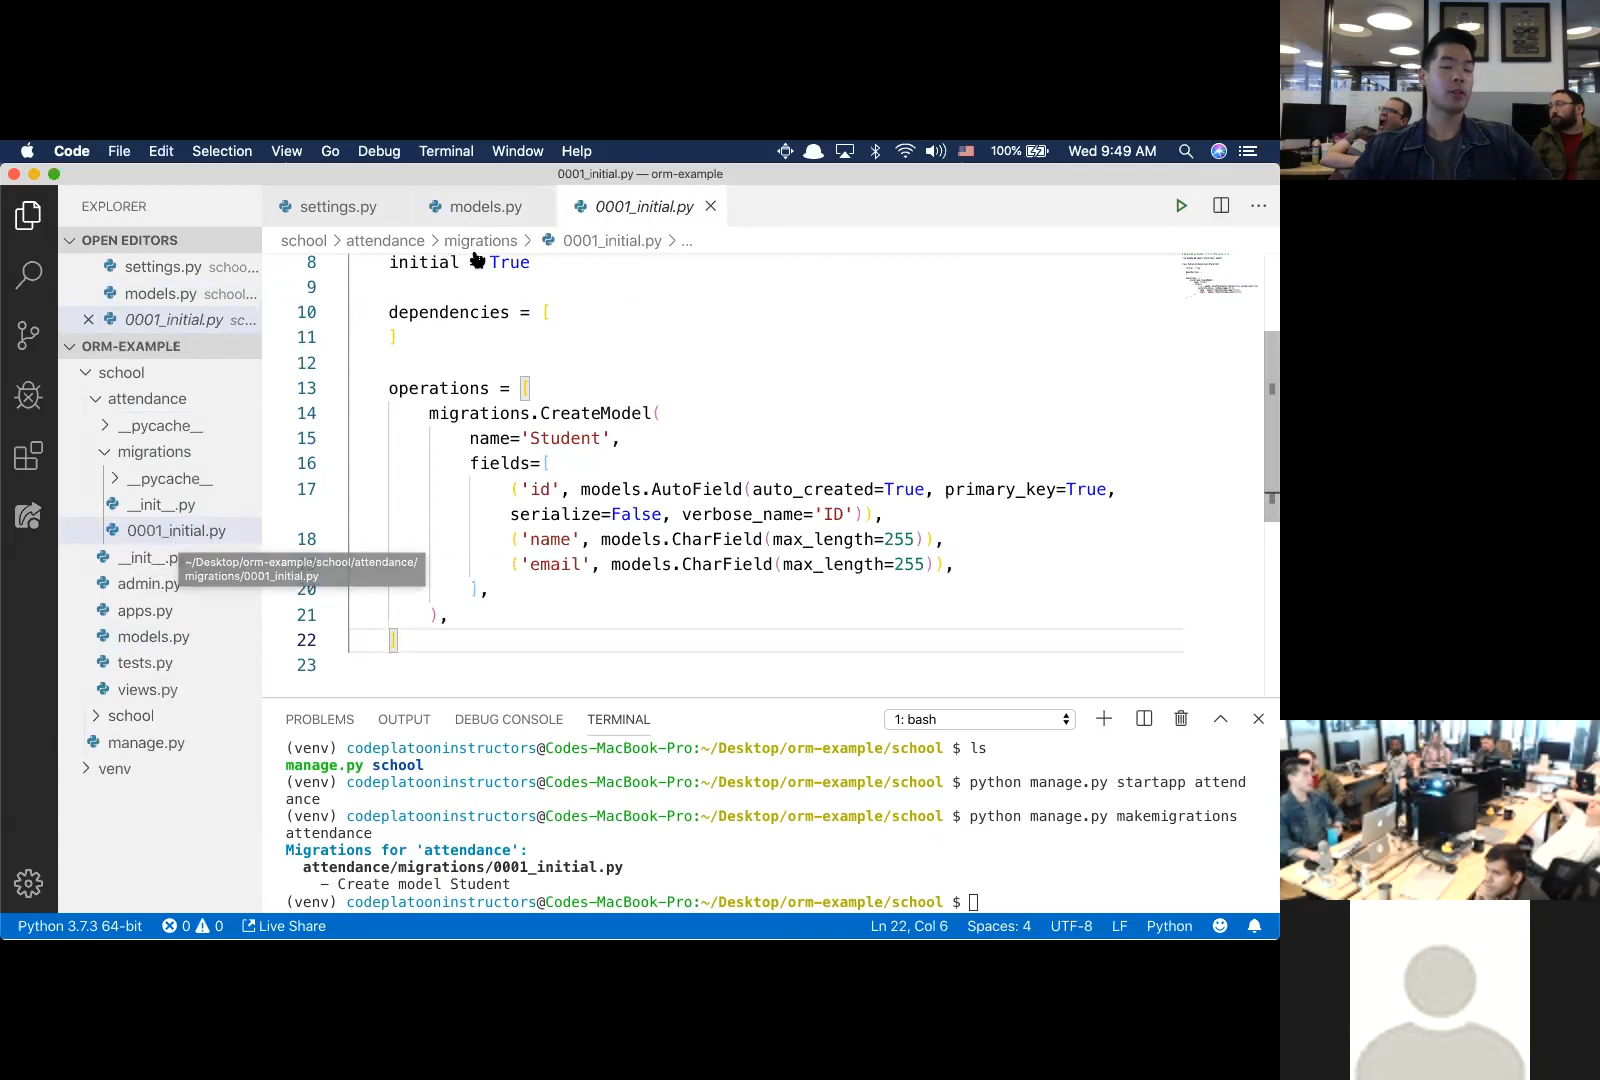 Code File Edit Selection View Go Debug Terminal Window Help 100% Wed 9:49 AM
0001_initial.py — orm-example
EXPLORER
settings.py
models.py
0001_initial.py
OPEN EDITORS
school > attendance > migrations > 0001_initial.py > ...
settings.py schoo...
models.py school...
0001_initial.py sc...
ORM-EXAMPLE
school
attendance
__pycache__
migrations
__pycache__
__init__.py
0001_initial.py
__init__.p
admin.py
apps.py
models.py
tests.py
views.py
school
manage.py
venv
~/Desktop/orm-example/school/attendance/
migrations/0001_initial.py
8 initial True
9
10 dependencies = [
11 ]
12
13 operations = [
14 migrations.CreateModel(
15 name='Student',
16 fields=[
17 ('id', models.AutoField(auto_created=True, primary_key=True,
serialize=False, verbose_name='ID')),
18 ('name', models.CharField(max_length=255)),
('email', models.CharField(max_length=255)),
20 ],
21 ),
22 ]
23
PROBLEMS OUTPUT DEBUG CONSOLE TERMINAL 1: bash
(venv) codeplatooninstructors@Codes-MacBook-Pro:~/Desktop/orm-example/school $ ls
manage.py school
(venv) codeplatooninstructors@Codes-MacBook-Pro:~/Desktop/orm-example/school $ python manage.py startapp attend
ance
(venv) codeplatooninstructors@Codes-MacBook-Pro:~/Desktop/orm-example/school $ python manage.py makemigrations
attendance
Migrations for 'attendance':
attendance/migrations/0001_initial.py
– Create model Student
(venv) codeplatooninstructors@Codes-MacBook-Pro:~/Desktop/orm-example/school $
Python 3.7.3 64-bit 0 0 Live Share Ln 22, Col 6 Spaces: 4 UTF-8 LF Python